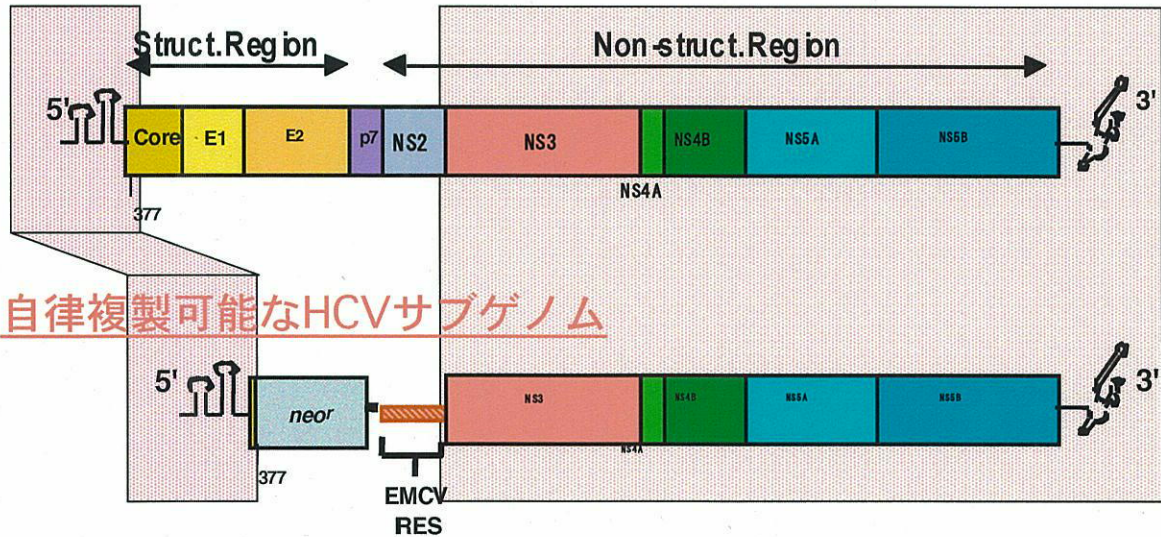 Struct.Region
Non-struct.Region
5'
3'
Core
E1
E2
p7
NS2
NS3
NS4B
NS5A
NS5B
NS4A
377
自律複製可能なHCVサブゲノム
5'
3'
neor
NS3
NS4B
NS5A
NS5B
NS4A
377
EMCV
RES